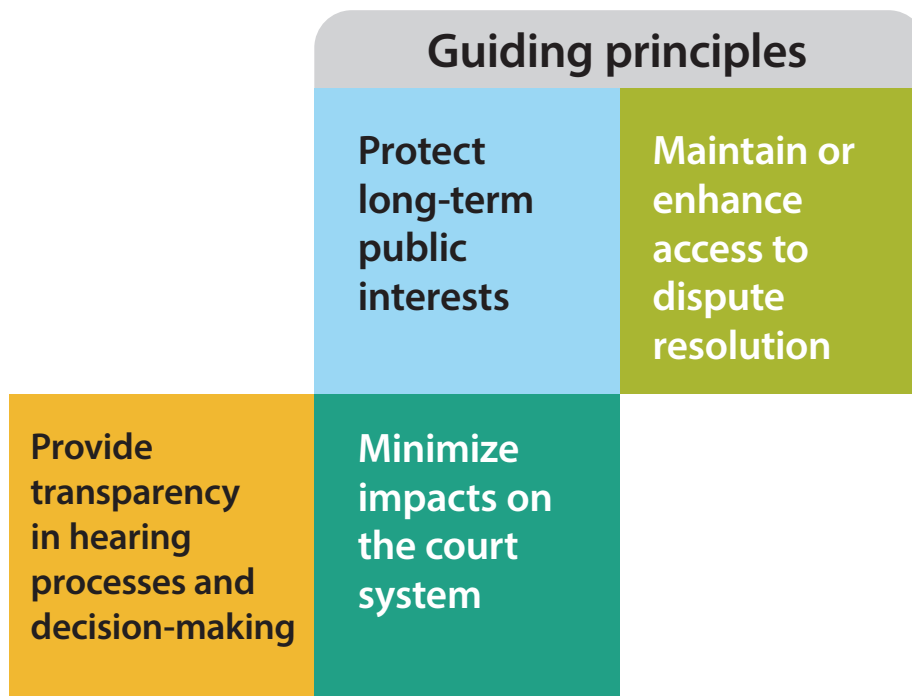 Guiding principles
Protect
long-term
public
interests
Maintain or
enhance
access to
dispute
resolution
Provide
transparency
in hearing
processes and
decision-making
Minimize
impacts on
the court
system